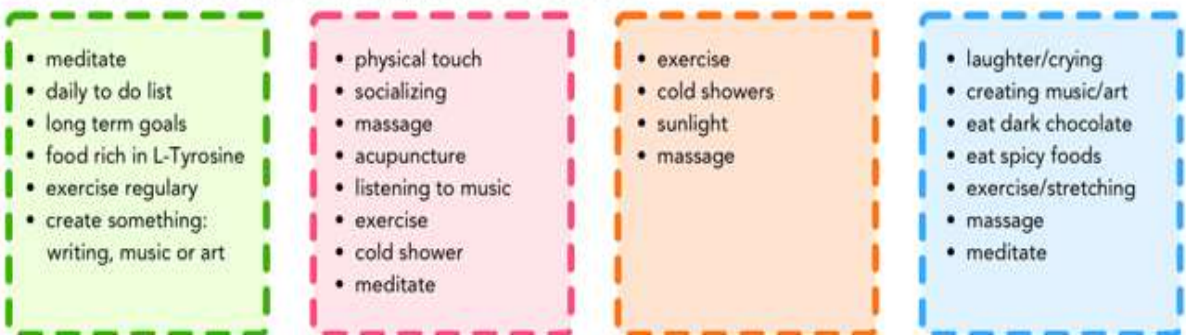 • meditate
• daily to do list
• long term goals
• food rich in L-Tyrosine
• exercise regulary
• create something:
writing, music or art
• physical touch
• socializing
• massage
• acupuncture
• listening to music
• exercise
• cold shower
• meditate
• exercise
• cold showers
• sunlight
• massage
• laughter/crying
• creating music/art
• eat dark chocolate
• eat spicy foods
• exercise/stretching
• massage
• meditate